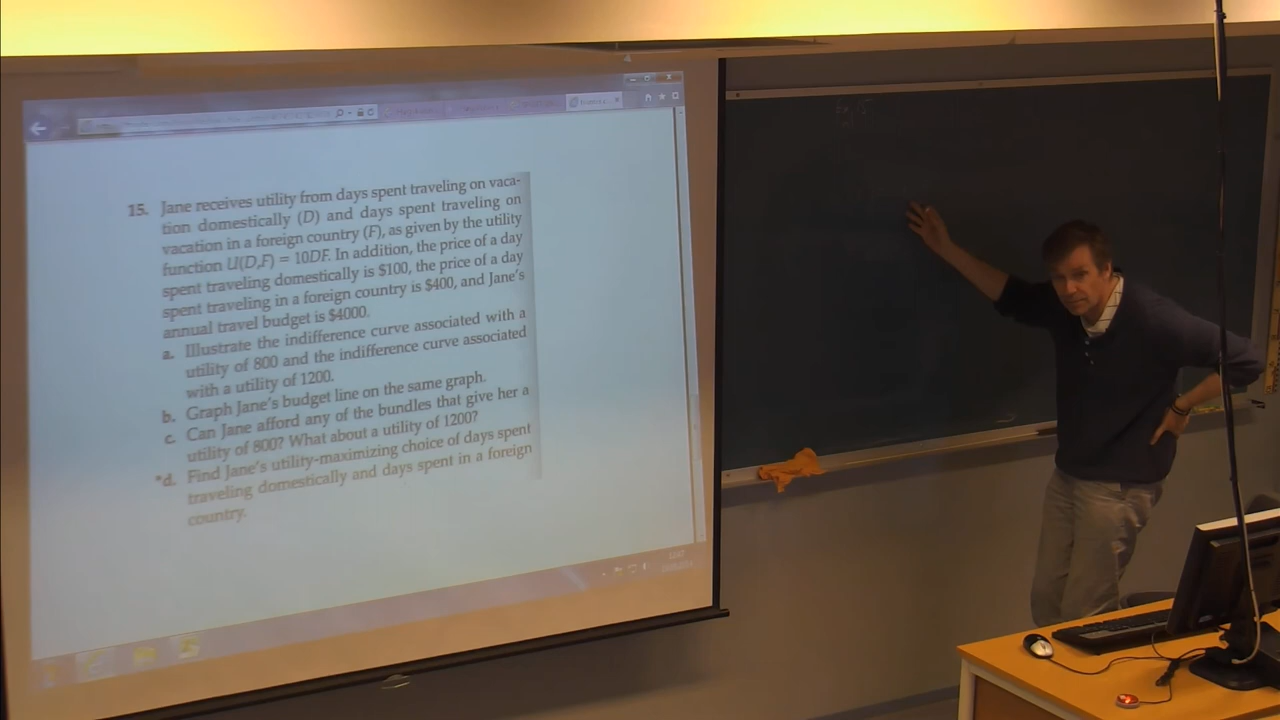 15. Jane receives utility from days spent traveling on vaca-
tion domestically (D) and days spent traveling on
vacation in a foreign country (F), as given by the utility
function U(D,F) = 10DF. In addition, the price of a day
spent traveling domestically is $100, the price of a day
spent traveling in a foreign country is $400, and Jane's
annual travel budget is $4000.
a. Illustrate the indifference curve associated with a
utility of 800 and the indifference curve associated
with a utility of 1200.
b. Graph Jane's budget line on the same graph.
c. Can Jane afford any of the bundles that give her a
utility of 800? What about a utility of 1200?
*d. Find Jane's utility-maximizing choice of days spent
traveling domestically and days spent in a foreign
country.
Ex 15